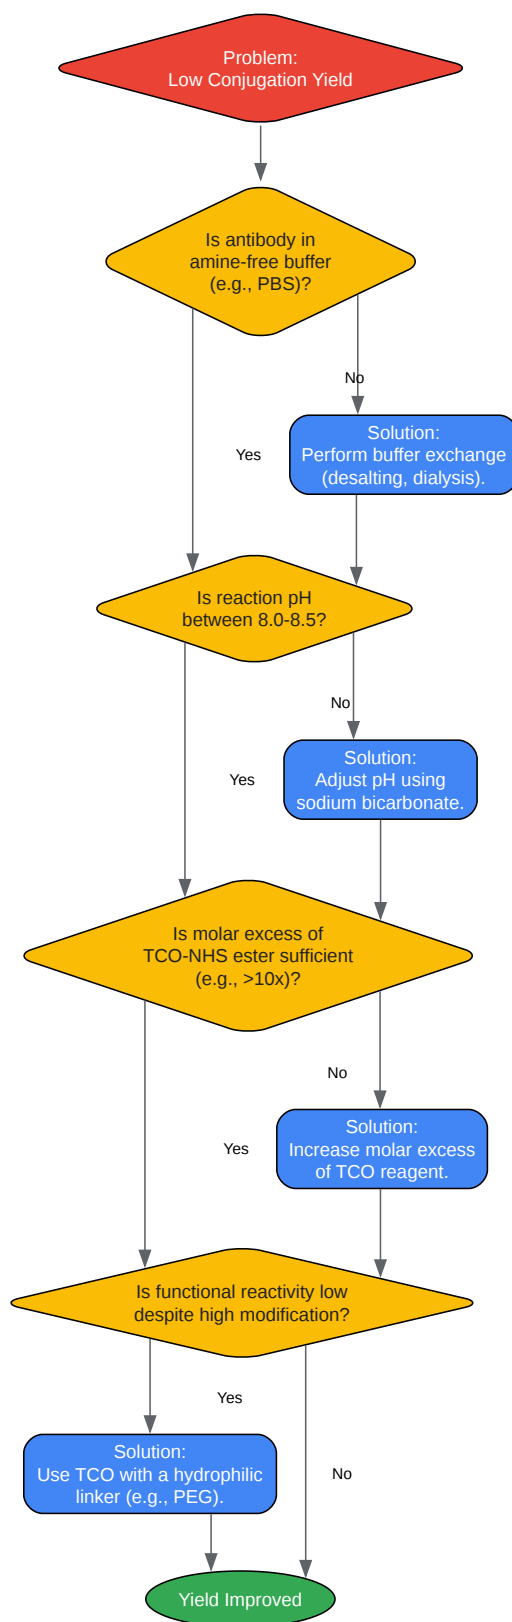 Problem:
Low Conjugation Yield
Is antibody in
amine-free buffer
(e.g., PBS)?
No
Solution:
Perform buffer exchange
(desalting, dialysis).
Yes
Is reaction pH
between 8.0-8.5?
No
Solution:
Adjust pH using
sodium bicarbonate.
Yes
Is molar excess of
TCO-NHS ester sufficient
(e.g., >10x)?
No
Solution:
Increase molar excess
of TCO reagent.
Yes
Is functional reactivity low
despite high modification?
Yes
Solution:
Use TCO with a hydrophilic
linker (e.g., PEG).
No
Yield Improved